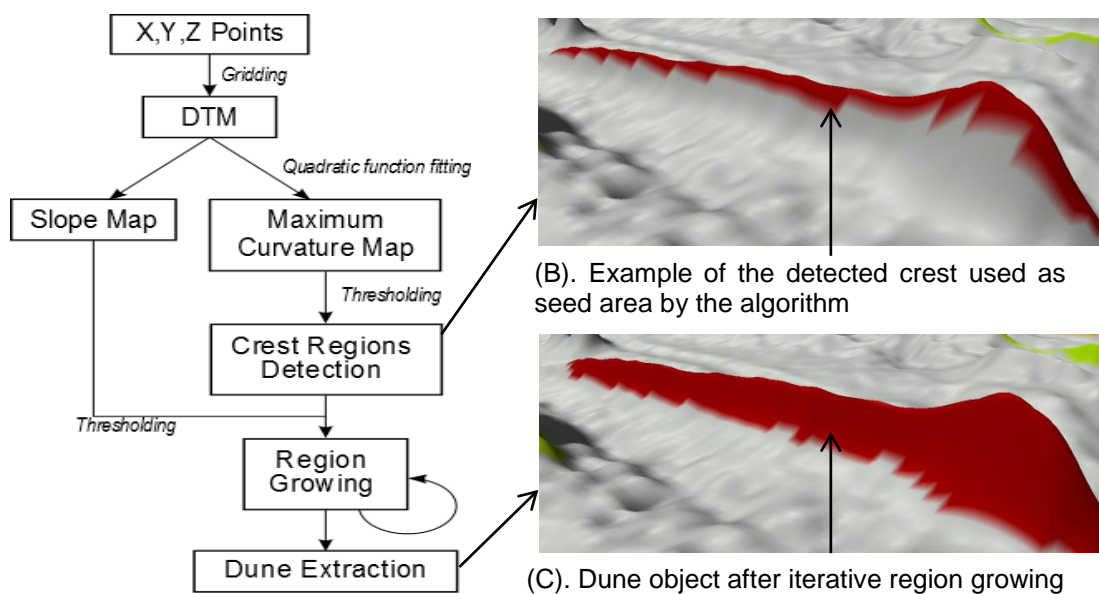 X,Y,Z Points
Gridding
DTM
Quadratic function fitting
Slope Map
Maximum
Curvature Map
Thresholding
Crest Regions
Detection
Thresholding
Region
Growing
Dune Extraction
(B). Example of the detected crest used as
seed area by the algorithm
(C). Dune object after iterative region growing